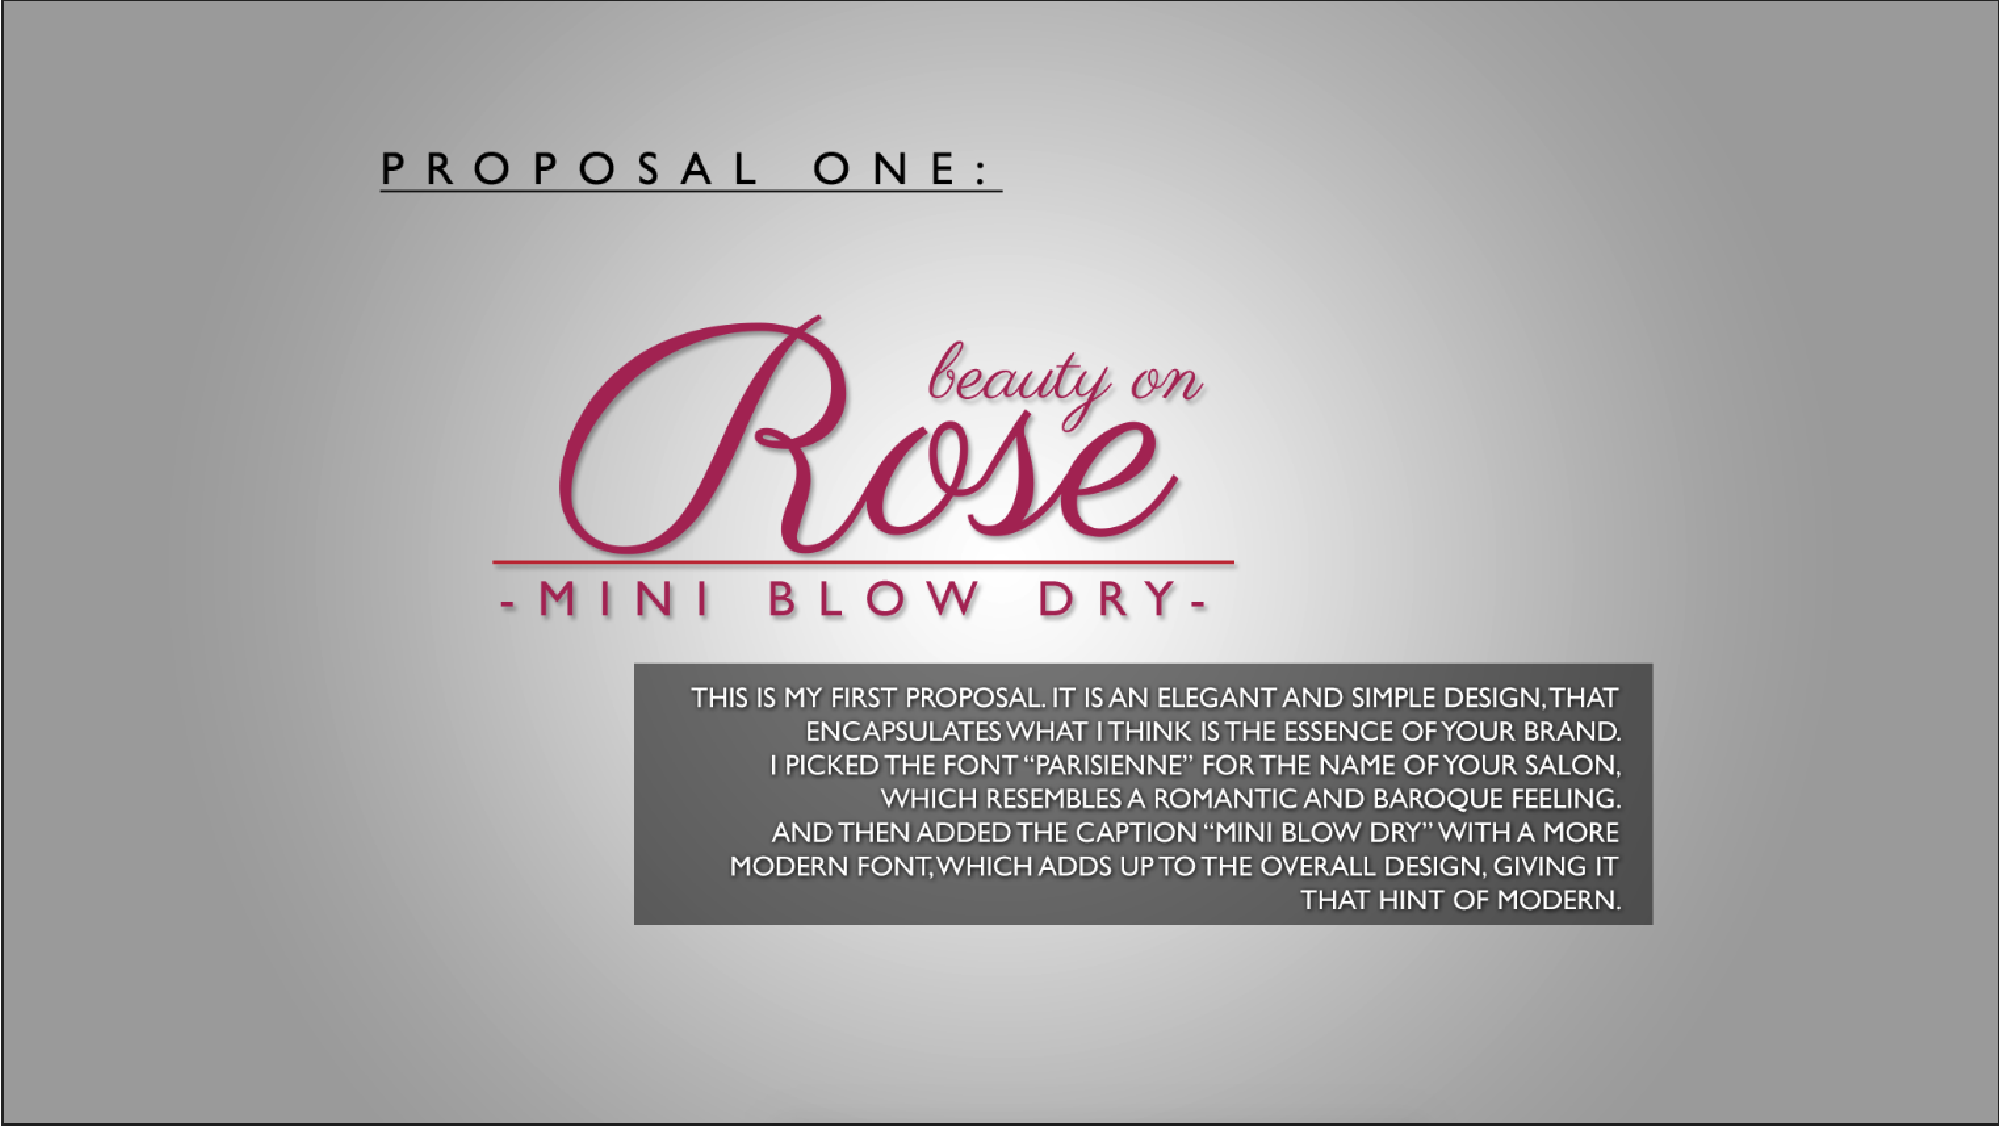 PROPOSAL ONE:
beauty on
Rose
-MINI BLOW DRY-
THIS IS MY FIRST PROPOSAL. IT IS AN ELEGANT AND SIMPLE DESIGN, THAT
ENCAPSULATES WHAT I THINK IS THE ESSENCE OF YOUR BRAND.
I PICKED THE FONT “PARISIENNE” FOR THE NAME OF YOUR SALON,
WHICH RESEMBLES A ROMANTIC AND BAROQUE FEELING.
AND THEN ADDED THE CAPTION “MINI BLOW DRY” WITH A MORE
MODERN FONT, WHICH ADDS UP TO THE OVERALL DESIGN, GIVING IT
THAT HINT OF MODERN.